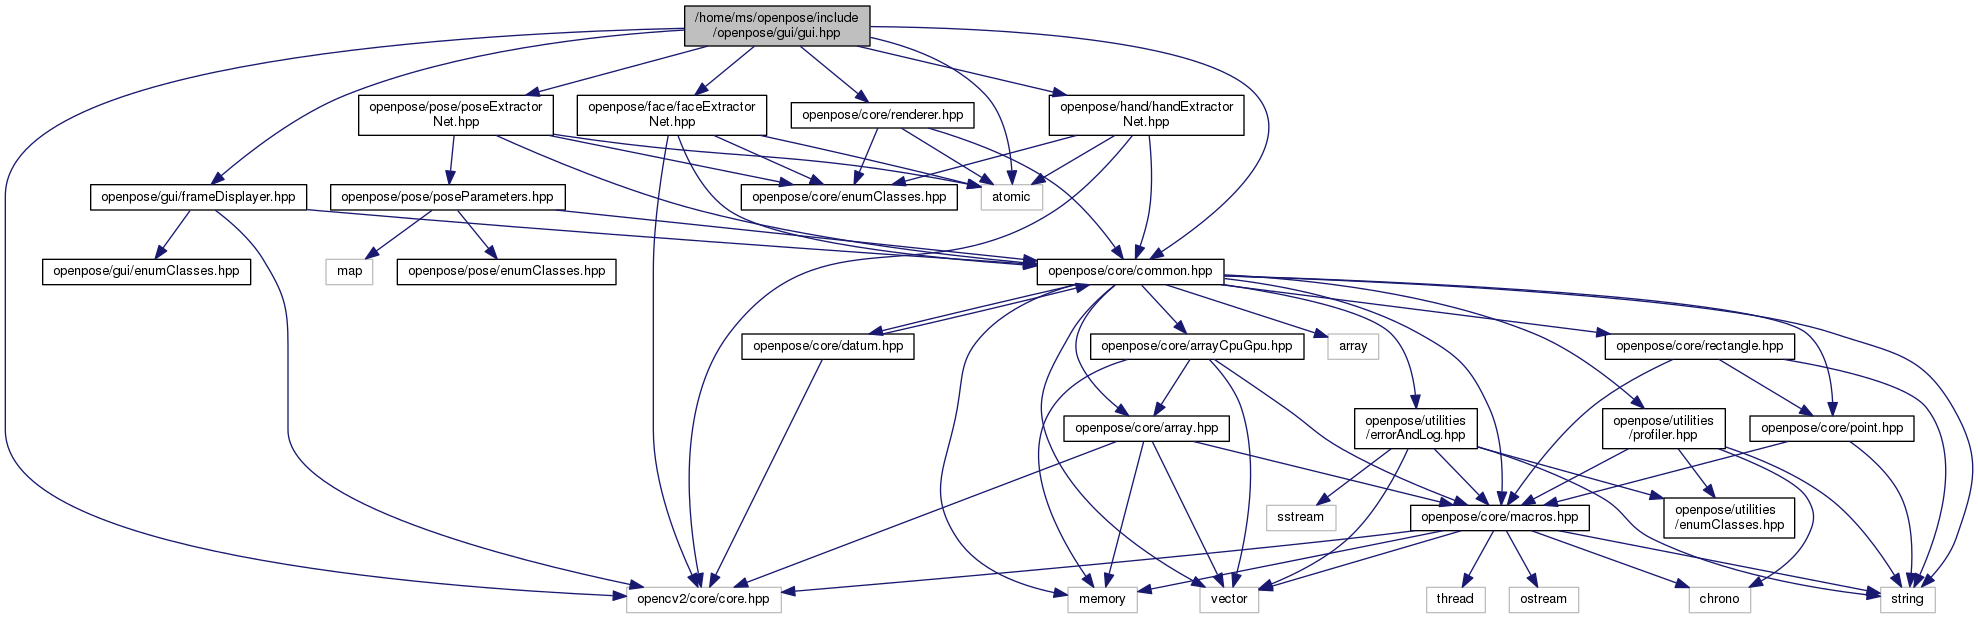 /home/ms/openpose/include
/openpose/gui/gui.hpp
openpose/pose/poseExtractor
Net.hpp
openpose/face/faceExtractor
Net.hpp
openpose/core/renderer.hpp
openpose/hand/handExtractor
Net.hpp
openpose/gui/frameDisplayer.hpp
openpose/pose/poseParameters.hpp
openpose/core/enumClasses.hpp
atomic
openpose/gui/enumClasses.hpp
map
openpose/pose/enumClasses.hpp
openpose/core/common.hpp
openpose/core/datum.hpp
openpose/core/arrayCpuGpu.hpp
array
openpose/core/rectangle.hpp
openpose/core/array.hpp
openpose/utilities
/errorAndLog.hpp
openpose/utilities
/profiler.hpp
openpose/core/point.hpp
sstream
openpose/core/macros.hpp
openpose/utilities
/enumClasses.hpp
opencv2/core/core.hpp
memory
vector
thread
ostream
chrono
string